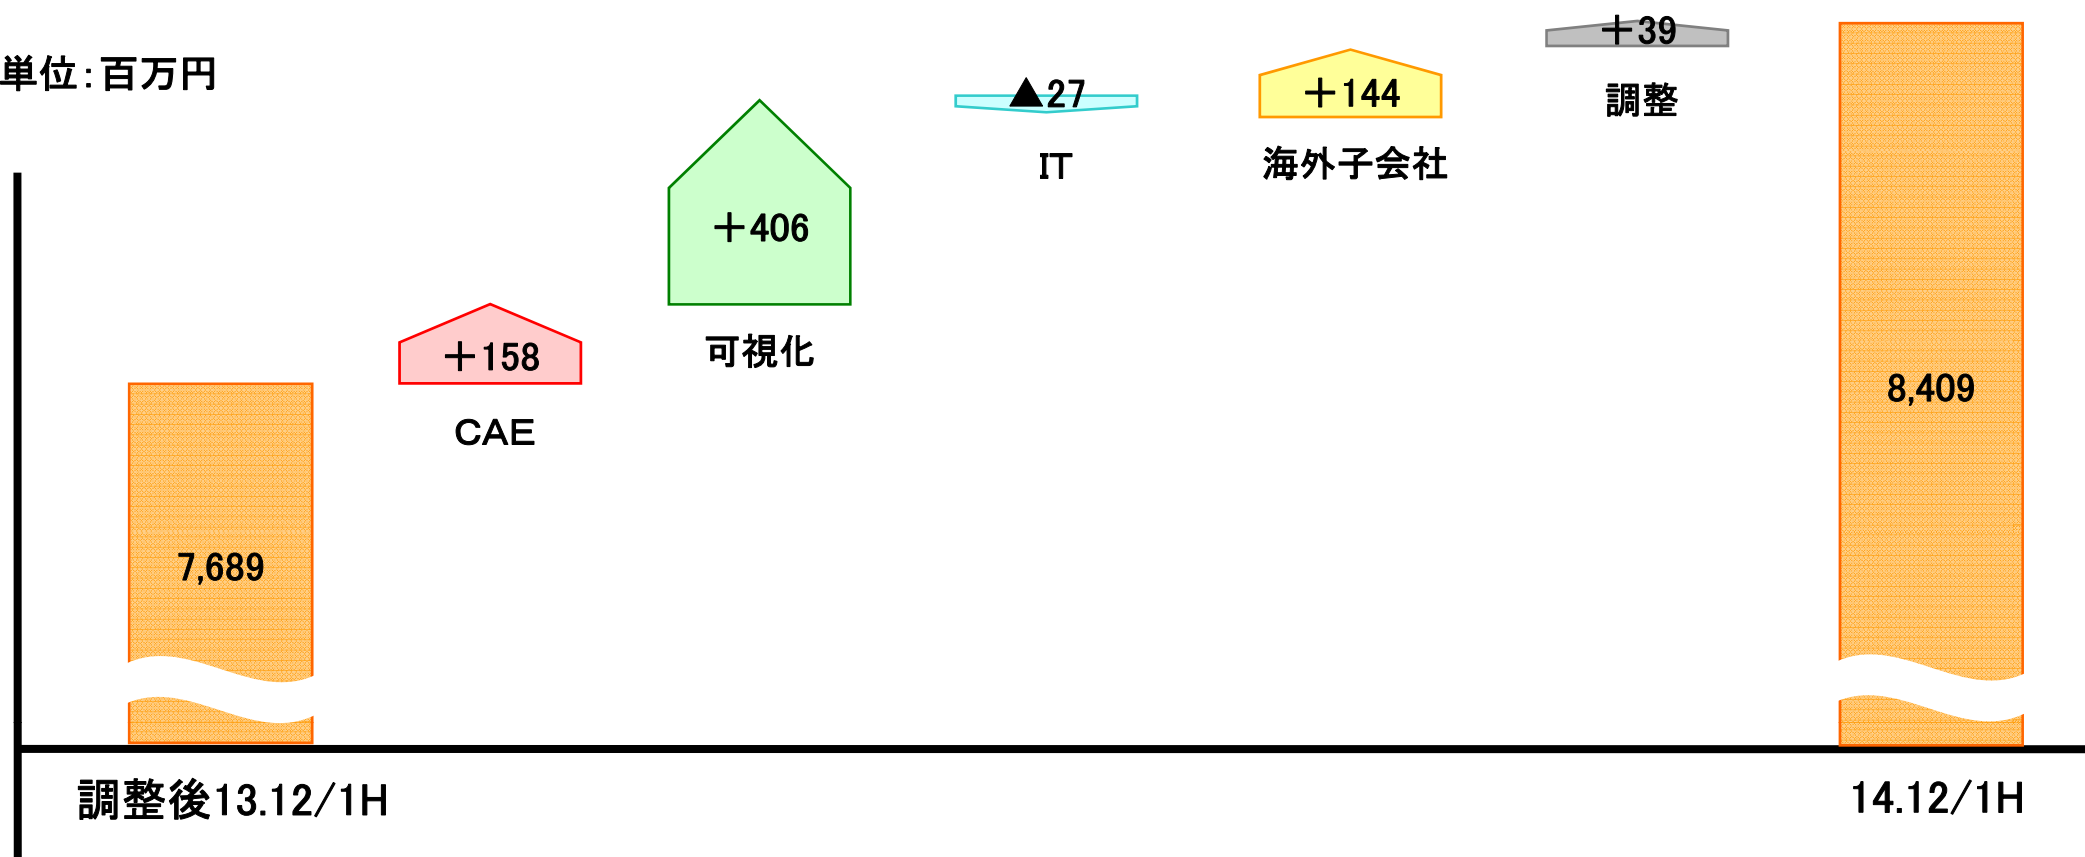 単位：百万円
＋39
調整
▲27
IT
＋144
海外子会社
＋406
可視化
＋158
CAE
7,689
8,409
調整後13.12/1H
14.12/1H